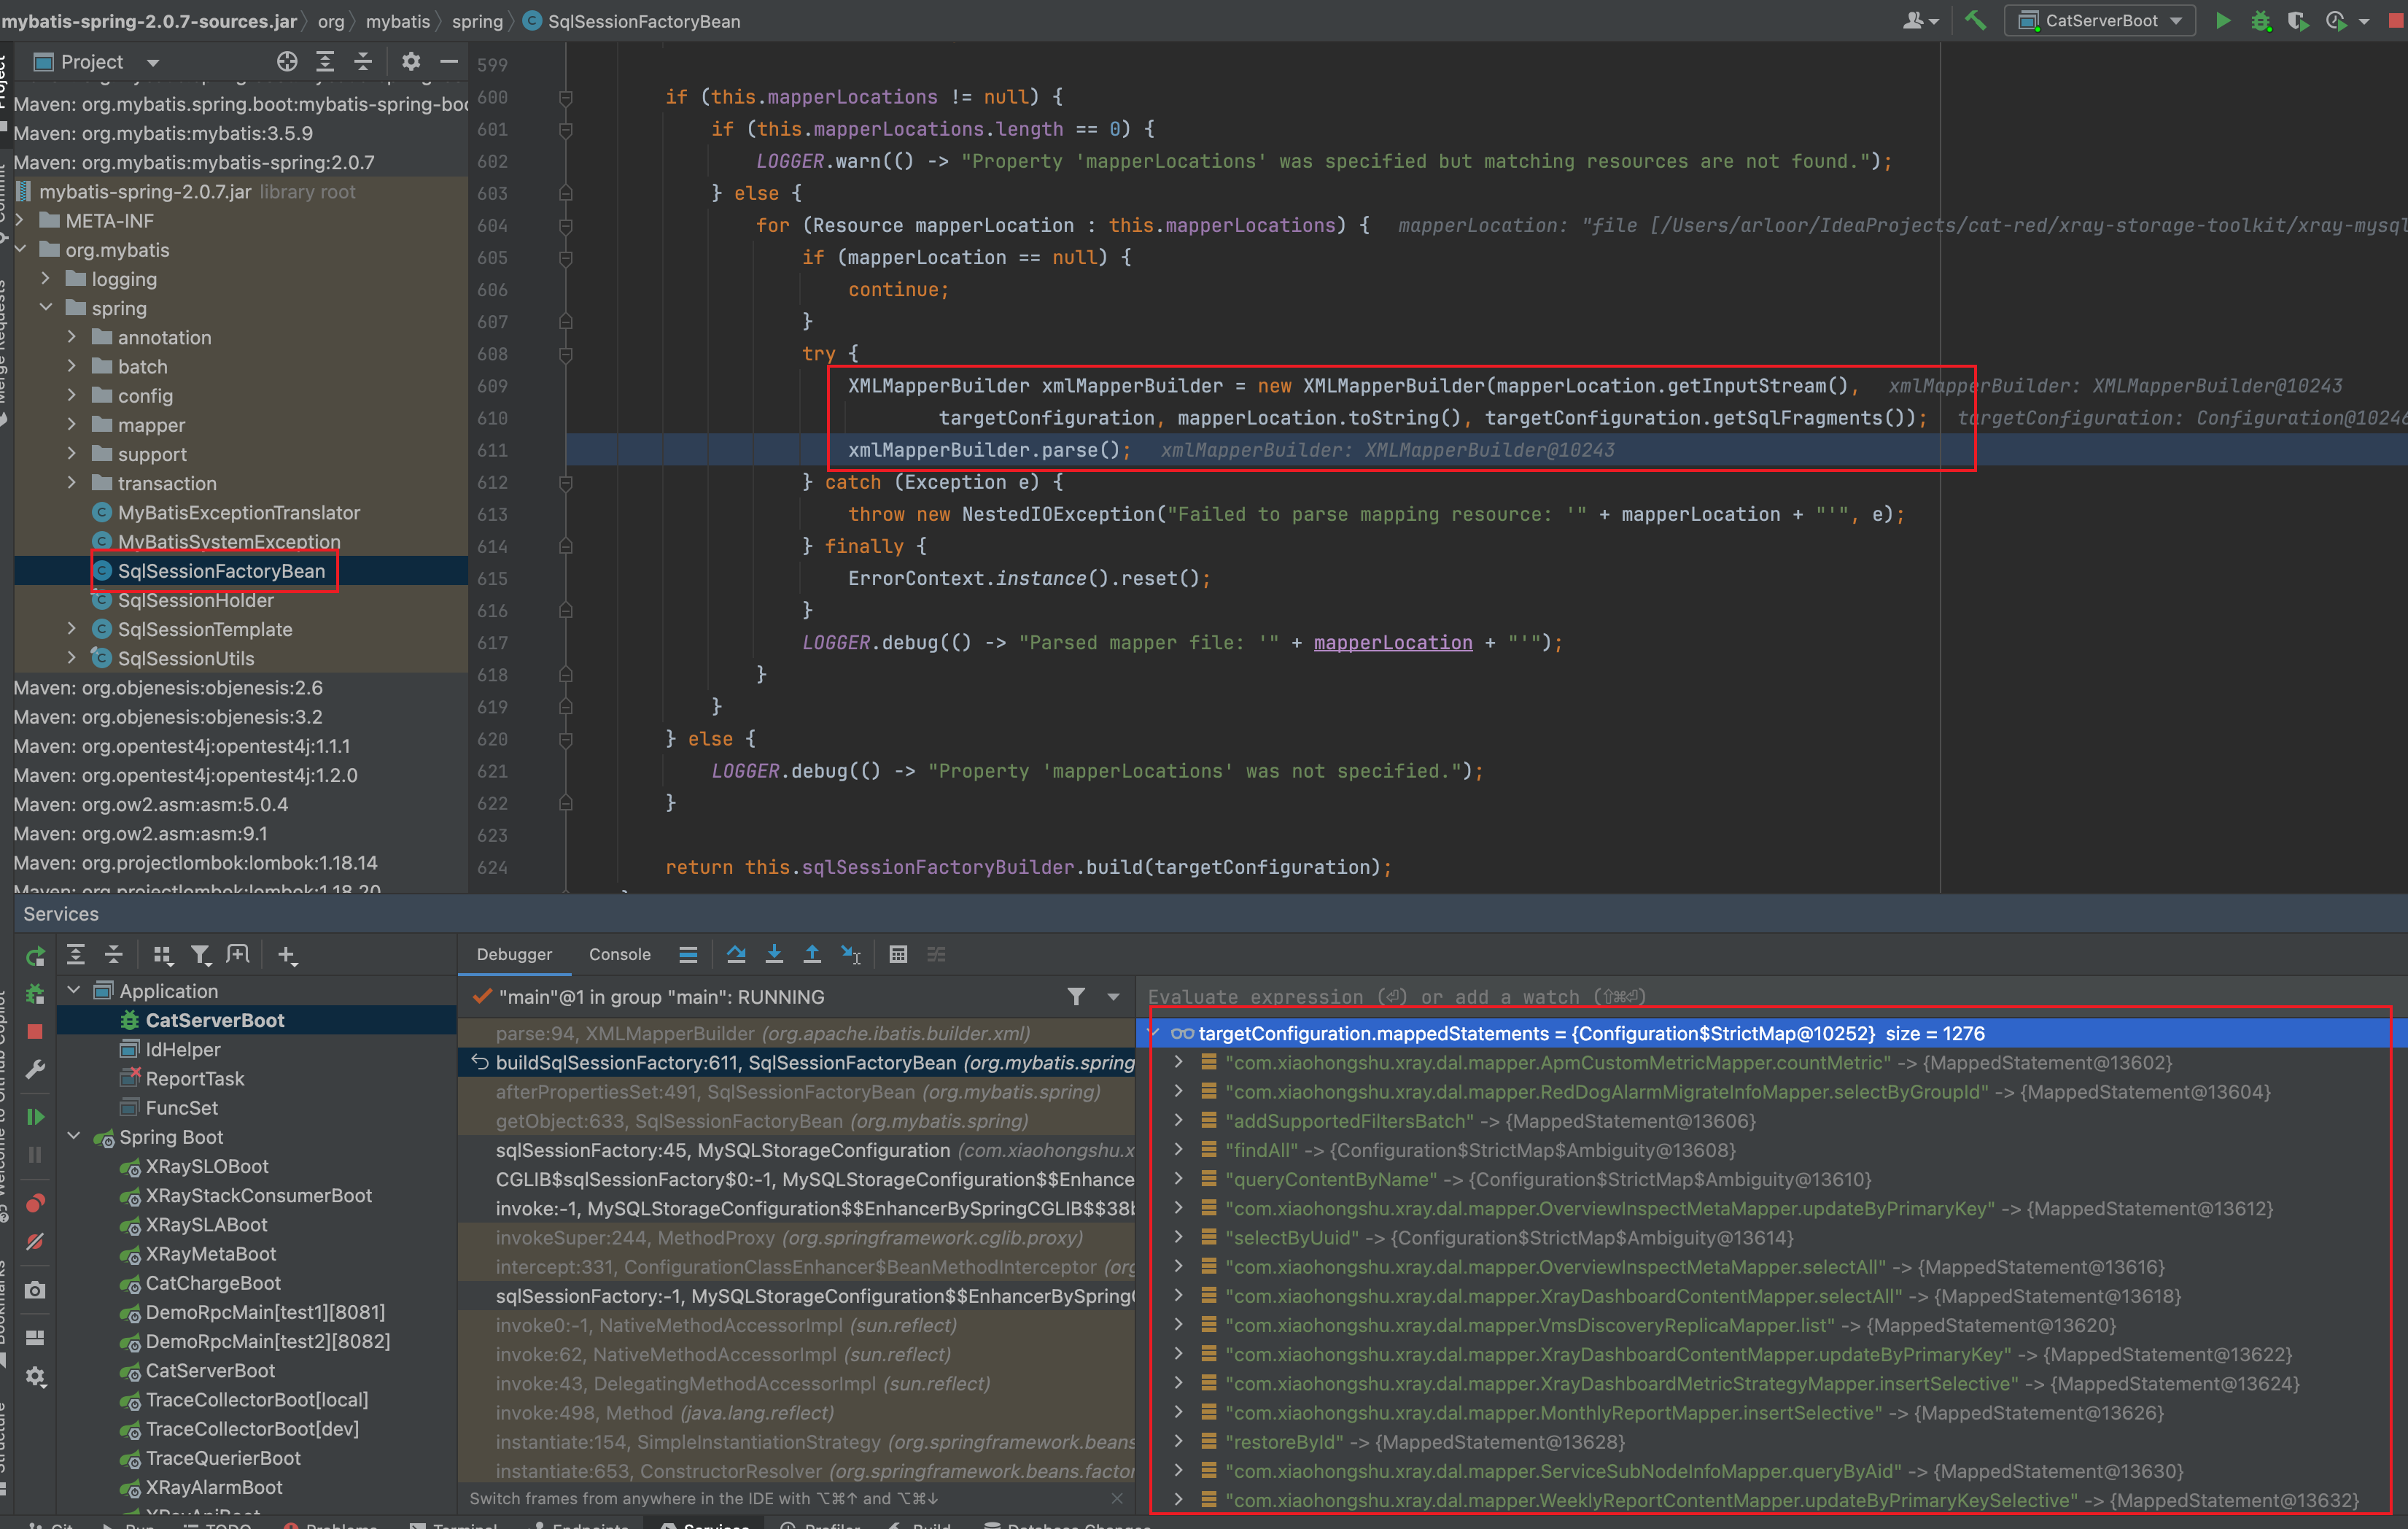 mybatis-spring-2.0.7-sources.jar org mybatis spring SqlSessionFactoryBean
CatServerBoot
Project
Maven: org.mybatis.spring.boot:mybatis-spring-boo
Maven: org.mybatis:mybatis:3.5.9
Maven: org.mybatis:mybatis-spring:2.0.7
mybatis-spring-2.0.7.jar library root
META-INF
org.mybatis
logging
spring
annotation
batch
config
mapper
support
transaction
MyBatisExceptionTranslator
MyBatisSystemException
SqlSessionFactoryBean
SqlSessionHolder
SqlSessionTemplate
SqlSessionUtils
Maven: org.objenesis:objenesis:2.6
Maven: org.objenesis:objenesis:3.2
Maven: org.opentest4j:opentest4j:1.1.1
Maven: org.opentest4j:opentest4j:1.2.0
Maven: org.ow2.asm:asm:5.0.4
Maven: org.ow2.asm:asm:9.1
Maven: org.projectlombok:lombok:1.18.14
Maven: org.projectlombok:lombok:1.18.20
599
600 if (this.mapperLocations != null) {
601 if (this.mapperLocations.length == 0) {
602 LOGGER.warn(() -> "Property 'mapperLocations' was specified but matching resources are not found.");
603 } else {
604 for (Resource mapperLocation : this.mapperLocations) { mapperLocation: "file [/Users/arloor/IdeaProjects/cat-red/xray-storage-toolkit/xray-mysql
605 if (mapperLocation == null) {
606 continue;
607 }
608 try {
609 XMLMapperBuilder xmlMapperBuilder = new XMLMapperBuilder(mapperLocation.getInputStream(), xmlMapperBuilder: XMLMapperBuilder@10243
610 targetConfiguration, mapperLocation.toString(), targetConfiguration.getSqlFragments()); targetConfiguration: Configuration@10246
611 xmlMapperBuilder.parse(); xmlMapperBuilder: XMLMapperBuilder@10243
612 } catch (Exception e) {
613 throw new NestedIOException("Failed to parse mapping resource: '" + mapperLocation + "'", e);
614 } finally {
615 ErrorContext.instance().reset();
616 }
617 LOGGER.debug(() -> "Parsed mapper file: '" + mapperLocation + "'");
618 }
619 }
620 } else {
621 LOGGER.debug(() -> "Property 'mapperLocations' was not specified.");
622 }
623
624 return this.sqlSessionFactoryBuilder.build(targetConfiguration);
Services
Application
CatServerBoot
IdHelper
ReportTask
FuncSet
Spring Boot
XRaySLOBoot
XRayStackConsumerBoot
XRaySLABoot
XRayMetaBoot
CatChargeBoot
DemoRpcMain[test1][8081]
DemoRpcMain[test2][8082]
CatServerBoot
TraceCollectorBoot[local]
TraceCollectorBoot[dev]
TraceQuerierBoot
XRayAlarmBoot
XRayApiBoot
Debugger Console
"main"@1 in group "main": RUNNING
parse:94, XMLMapperBuilder (org.apache.ibatis.builder.xml)
buildSqlSessionFactory:611, SqlSessionFactoryBean (org.mybatis.spring
afterPropertiesSet:491, SqlSessionFactoryBean (org.mybatis.spring)
getObject:633, SqlSessionFactoryBean (org.mybatis.spring)
sqlSessionFactory:45, MySQLStorageConfiguration (com.xiaohongshu.x
CGLIB$sqlSessionFactory$0:-1, MySQLStorageConfiguration$$Enhance
invoke:-1, MySQLStorageConfiguration$$EnhancerBySpringCGLIB$$38b
invokeSuper:244, MethodProxy (org.springframework.cglib.proxy)
intercept:331, ConfigurationClassEnhancer$BeanMethodInterceptor (org
sqlSessionFactory:-1, MySQLStorageConfiguration$$EnhancerBySpring
invoke0:-1, NativeMethodAccessorImpl (sun.reflect)
invoke:62, NativeMethodAccessorImpl (sun.reflect)
invoke:43, DelegatingMethodAccessorImpl (sun.reflect)
invoke:498, Method (java.lang.reflect)
instantiate:154, SimpleInstantiationStrategy (org.springframework.beans
instantiate:653, ConstructorResolver (org.springframework.beans.factor
Switch frames from anywhere in the IDE with ⌥⌘↑ and ⌥⌘↓
Evaluate expression (⏎) or add a watch (⇧⌘⏎)
targetConfiguration.mappedStatements = {Configuration$StrictMap@10252} size = 1276
"com.xiaohongshu.xray.dal.mapper.ApmCustomMetricMapper.countMetric" -> {MappedStatement@13602}
"com.xiaohongshu.xray.dal.mapper.RedDogAlarmMigrateInfoMapper.selectByGroupId" -> {MappedStatement@13604}
"addSupportedFiltersBatch" -> {MappedStatement@13606}
"findAll" -> {Configuration$StrictMap$Ambiguity@13608}
"queryContentByName" -> {Configuration$StrictMap$Ambiguity@13610}
"com.xiaohongshu.xray.dal.mapper.OverviewInspectMetaMapper.updateByPrimaryKey" -> {MappedStatement@13612}
"selectByUuid" -> {Configuration$StrictMap$Ambiguity@13614}
"com.xiaohongshu.xray.dal.mapper.OverviewInspectMetaMapper.selectAll" -> {MappedStatement@13616}
"com.xiaohongshu.xray.dal.mapper.XrayDashboardContentMapper.selectAll" -> {MappedStatement@13618}
"com.xiaohongshu.xray.dal.mapper.VmsDiscoveryReplicaMapper.list" -> {MappedStatement@13620}
"com.xiaohongshu.xray.dal.mapper.XrayDashboardContentMapper.updateByPrimaryKey" -> {MappedStatement@13622}
"com.xiaohongshu.xray.dal.mapper.XrayDashboardMetricStrategyMapper.insertSelective" -> {MappedStatement@13624}
"com.xiaohongshu.xray.dal.mapper.MonthlyReportMapper.insertSelective" -> {MappedStatement@13626}
"restoreById" -> {MappedStatement@13628}
"com.xiaohongshu.xray.dal.mapper.ServiceSubNodeInfoMapper.queryByAid" -> {MappedStatement@13630}
"com.xiaohongshu.xray.dal.mapper.WeeklyReportContentMapper.updateByPrimaryKeySelective" -> {MappedStatement@13632}
Git Run TODO Problems Terminal Endpoints Services Profiler Build Database Changes